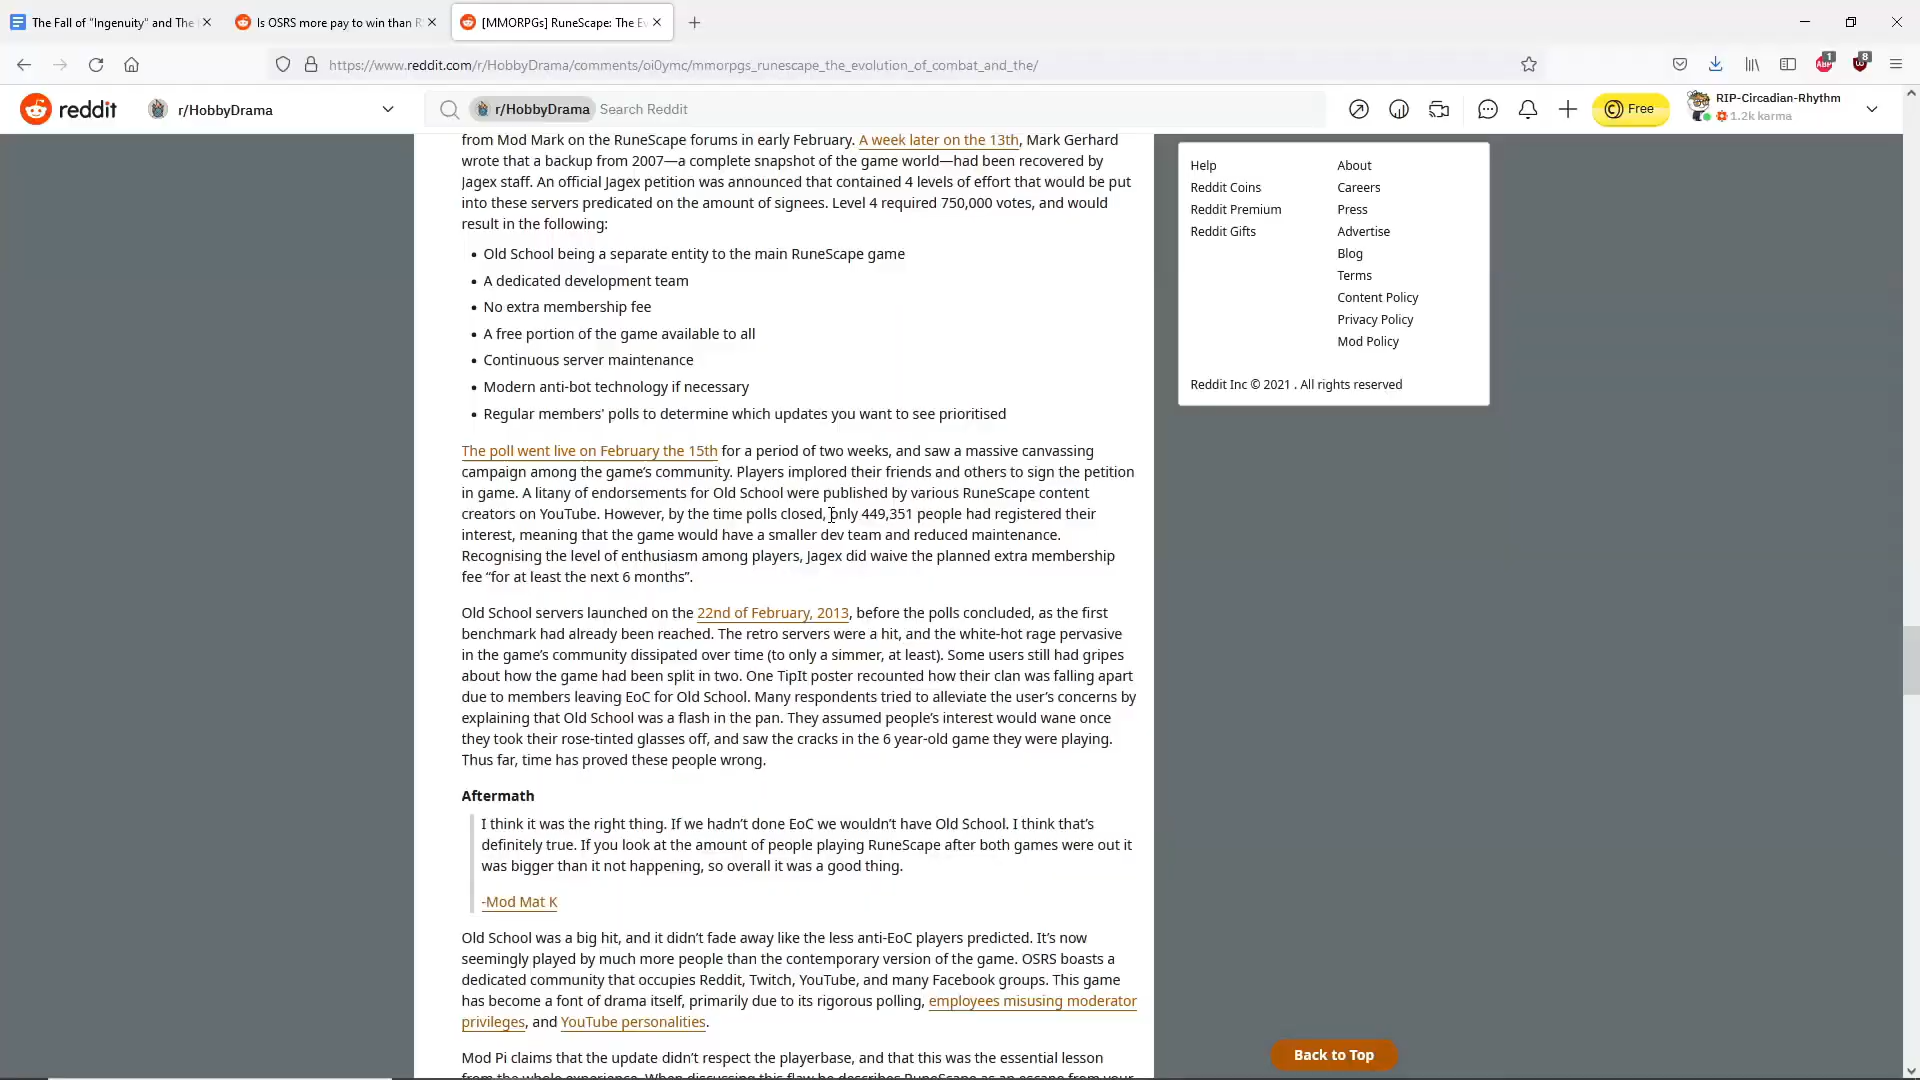 The Fall of "Ingenuity" and The
Is OSRS more pay to win than R
[MMORPGs] RuneScape: The Ev
https://www.reddit.com/r/HobbyDrama/comments/oi0ymc/mmorpgs_runescape_the_evolution_of_combat_and_the/
ABP
1
8
reddit
r/HobbyDrama
r/HobbyDrama Search Reddit
Free
RIP-Circadian-Rhythm
1.2k karma
from Mod Mark on the RuneScape forums in early February. A week later on the 13th, Mark Gerhard
wrote that a backup from 2007—a complete snapshot of the game world—had been recovered by
Jagex staff. An official Jagex petition was announced that contained 4 levels of effort that would be put
into these servers predicated on the amount of signees. Level 4 required 750,000 votes, and would
result in the following:
• Old School being a separate entity to the main RuneScape game
• A dedicated development team
• No extra membership fee
• A free portion of the game available to all
• Continuous server maintenance
• Modern anti-bot technology if necessary
• Regular members' polls to determine which updates you want to see prioritised
The poll went live on February the 15th for a period of two weeks, and saw a massive canvassing
campaign among the game's community. Players implored their friends and others to sign the petition
in game. A litany of endorsements for Old School were published by various RuneScape content
creators on YouTube. However, by the time polls closed, only 449,351 people had registered their
interest, meaning that the game would have a smaller dev team and reduced maintenance.
Recognising the level of enthusiasm among players, Jagex did waive the planned extra membership
fee “for at least the next 6 months”.
Old School servers launched on the 22nd of February, 2013, before the polls concluded, as the first
benchmark had already been reached. The retro servers were a hit, and the white-hot rage pervasive
in the game's community dissipated over time (to only a simmer, at least). Some users still had gripes
about how the game had been split in two. One TipIt poster recounted how their clan was falling apart
due to members leaving EoC for Old School. Many respondents tried to alleviate the user's concerns by
explaining that Old School was a flash in the pan. They assumed people's interest would wane once
they took their rose-tinted glasses off, and saw the cracks in the 6 year-old game they were playing.
Thus far, time has proved these people wrong.
Aftermath
I think it was the right thing. If we hadn't done EoC we wouldn't have Old School. I think that's
definitely true. If you look at the amount of people playing RuneScape after both games were out it
was bigger than it not happening, so overall it was a good thing.
-Mod Mat K
Old School was a big hit, and it didn't fade away like the less anti-EoC players predicted. It's now
seemingly played by much more people than the contemporary version of the game. OSRS boasts a
dedicated community that occupies Reddit, Twitch, YouTube, and many Facebook groups. This game
has become a font of drama itself, primarily due to its rigorous polling, employees misusing moderator
privileges, and YouTube personalities.
Mod Pi claims that the update didn't respect the playerbase, and that this was the essential lesson
from the whole experience. When discussing this flaw he describes RuneScape as an escape from your
Help
Reddit Coins
Reddit Premium
Reddit Gifts
About
Careers
Press
Advertise
Blog
Terms
Content Policy
Privacy Policy
Mod Policy
Reddit Inc © 2021 . All rights reserved
Back to Top